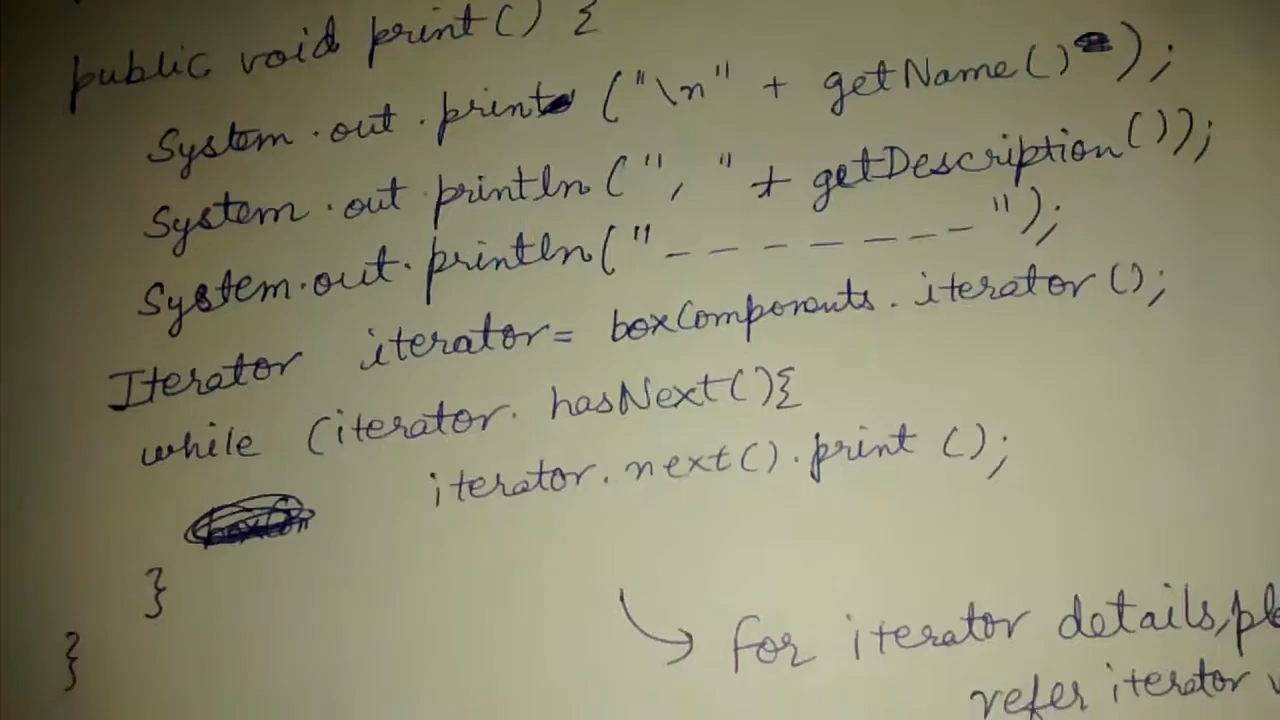 public void print() {
System.out.print ("\n" + getName());
System.out.println (", " + getDescription());
System.out.println("_ _ _ _ _ _ _ ");
Iterator iterator = boxComponents.iterator();
while (iterator.hasNext(){
iterator.next().print ();
}
}
For iterator details,
refer iterator